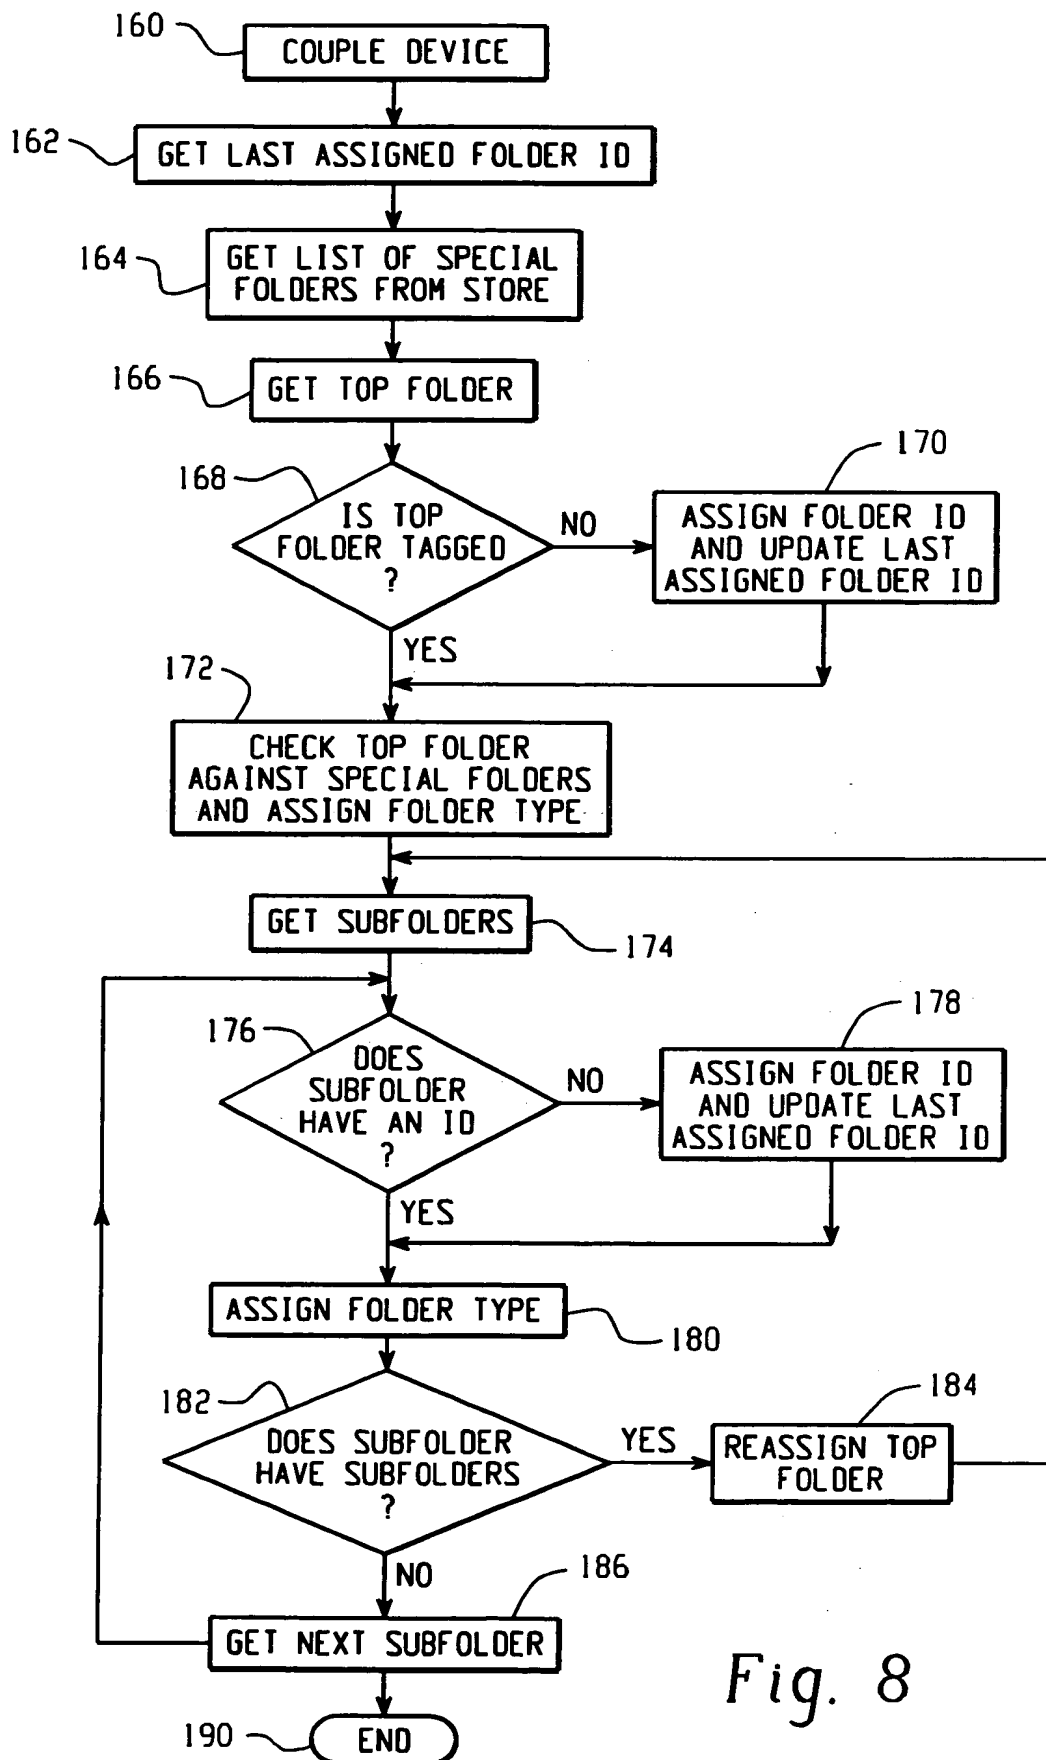 160
COUPLE DEVICE
162
GET LAST ASSIGNED FOLDER ID
164
GET LIST OF SPECIAL
FOLDERS FROM STORE
166
GET TOP FOLDER
168
IS TOP
FOLDER TAGGED
?
NO
170
ASSIGN FOLDER ID
AND UPDATE LAST
ASSIGNED FOLDER ID
YES
172
CHECK TOP FOLDER
AGAINST SPECIAL FOLDERS
AND ASSIGN FOLDER TYPE
GET SUBFOLDERS
174
176
DOES
SUBFOLDER
HAVE AN ID
?
NO
178
ASSIGN FOLDER ID
AND UPDATE LAST
ASSIGNED FOLDER ID
YES
ASSIGN FOLDER TYPE
180
182
DOES SUBFOLDER
HAVE SUBFOLDERS
?
YES
184
REASSIGN TOP
FOLDER
NO
186
GET NEXT SUBFOLDER
190
END
Fig. 8